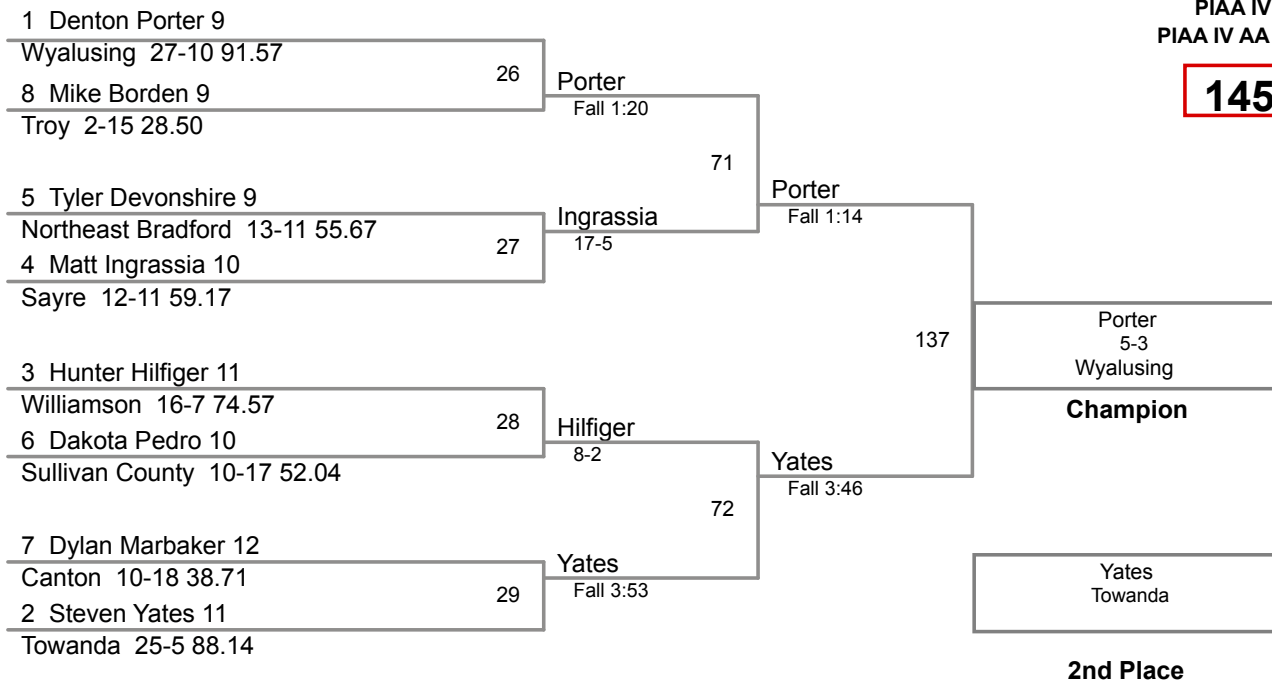 PIAA IV
PIAA IV AA
145
1 Denton Porter 9
Wyalusing 27-10 91.57
26
8 Mike Borden 9
Troy 2-15 28.50
Porter
Fall 1:20
71
5 Tyler Devonshire 9
Northeast Bradford 13-11 55.67
27
4 Matt Ingrassia 10
Sayre 12-11 59.17
Ingrassia
17-5
Porter
Fall 1:14
137
3 Hunter Hilfiger 11
Williamson 16-7 74.57
28
6 Dakota Pedro 10
Sullivan County 10-17 52.04
Hilfiger
8-2
72
Yates
Fall 3:46
7 Dylan Marbaker 12
Canton 10-18 38.71
29
2 Steven Yates 11
Towanda 25-5 88.14
Yates
Fall 3:53
Porter
5-3
Wyalusing
Champion
Yates
Towanda
2nd Place